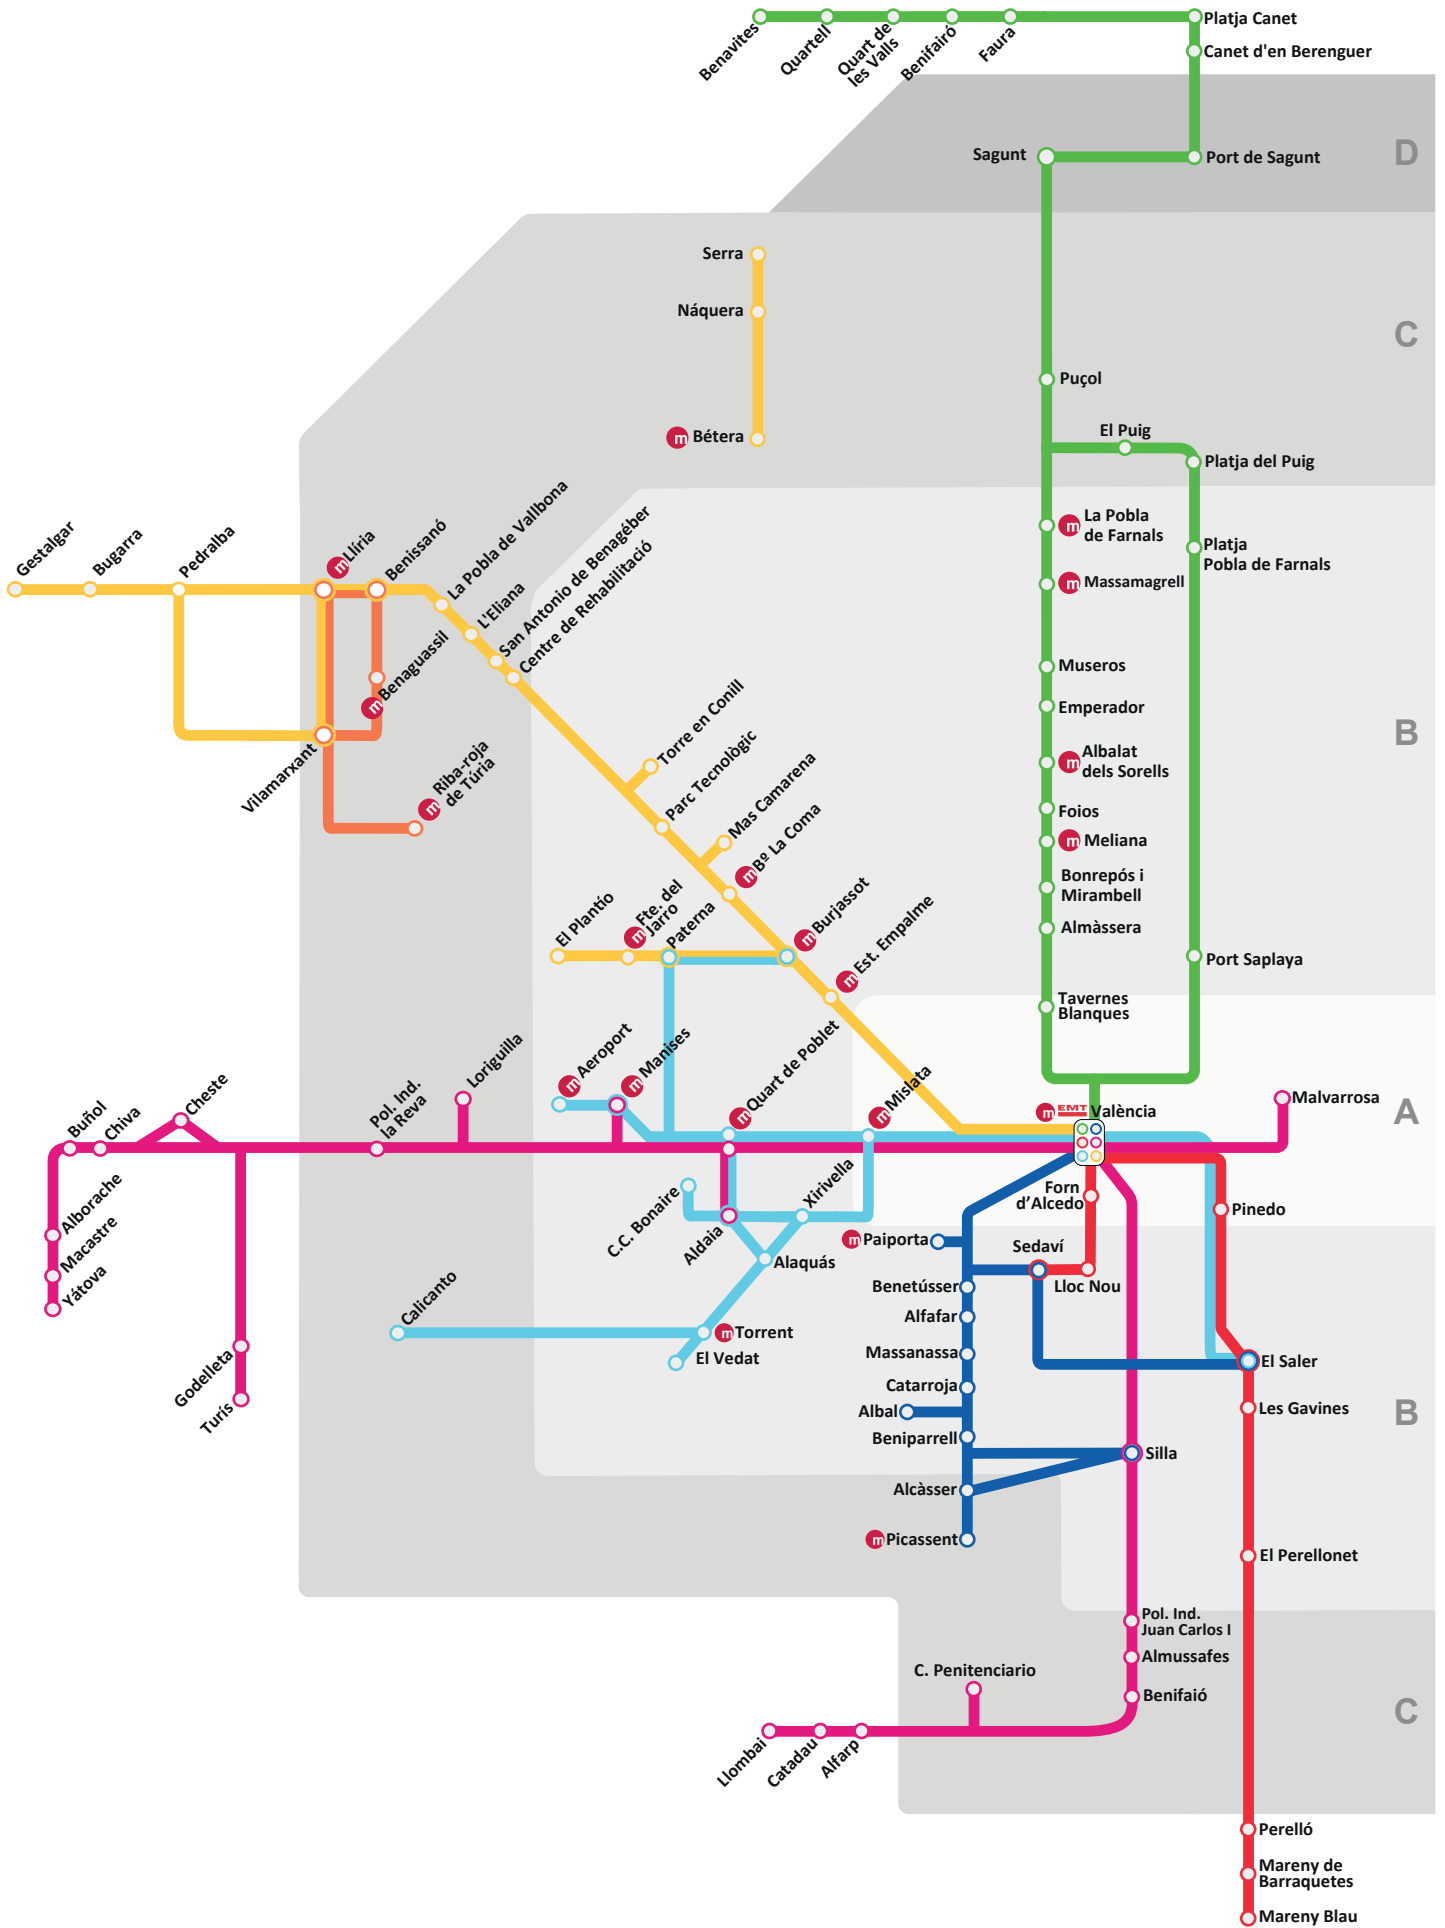 Benavites
Quartell
Quart de
les Valls
Benifairó
Faura
Platja Canet
Canet d'en Berenguer
D
Sagunt
Port de Sagunt
Serra
Náquera
C
Puçol
m Bétera
El Puig
Platja del Puig
m La Pobla
de Farnals
Platja
Pobla de Farnals
m Massamagrell
Gestalgar
Bugarra
Pedralba
m Llíria
Benissanó
La Pobla de Vallbona
L'Eliana
San Antonio de Benagéber
Centre de Rehabilitació
m Benaguassil
Vilamarxant
m Riba-roja
de Túria
Museros
Emperador
B
m Albalat
dels Sorells
Foios
m Meliana
Bonrepós i
Mirambell
Almàssera
Port Saplaya
Tavernes
Blanques
Torre en Conill
Parc Tecnològic
Mas Camarena
m Bº La Coma
El Plantío
m Fte. del
Jarro
Paterna
m Burjassot
m Est. Empalme
m Aeroport
m Manises
m Quart de Poblet
m Mislata
m EMT València
Malvarrosa
A
Buñol
Chiva
Cheste
Pol. Ind.
la Reva
Loriguilla
Alborache
Macastre
Yátova
Godelleta
Turís
C.C. Bonaire
Aldaia
Xirivella
Alaquás
Calicanto
m Torrent
El Vedat
Forn
d’Alcedo
Pinedo
m Paiporta
Sedaví
Lloc Nou
Benetússer
Alfafar
Massanassa
Catarroja
Albal
Beniparrell
El Saler
Les Gavines
B
Silla
Alcàsser
m Picassent
El Perellonet
Pol. Ind.
Juan Carlos I
Almussafes
C. Penitenciario
Benifaió
C
Llombai
Catadau
Alfarp
Perelló
Mareny de
Barraquetes
Mareny Blau